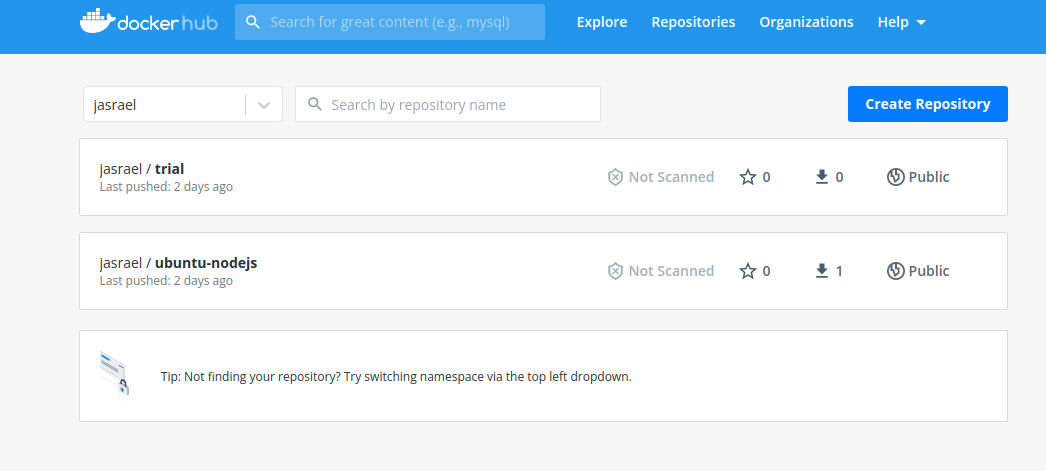 dockerhub
Search for great content (e.g., mysql)
Explore
Repositories
Organizations
Help
jasrael
Search by repository name
Create Repository
jasrael / trial
Last pushed: 2 days ago
Not Scanned
0
0
Public
jasrael / ubuntu-nodejs
Last pushed: 2 days ago
Not Scanned
0
1
Public
Tip: Not finding your repository? Try switching namespace via the top left dropdown.